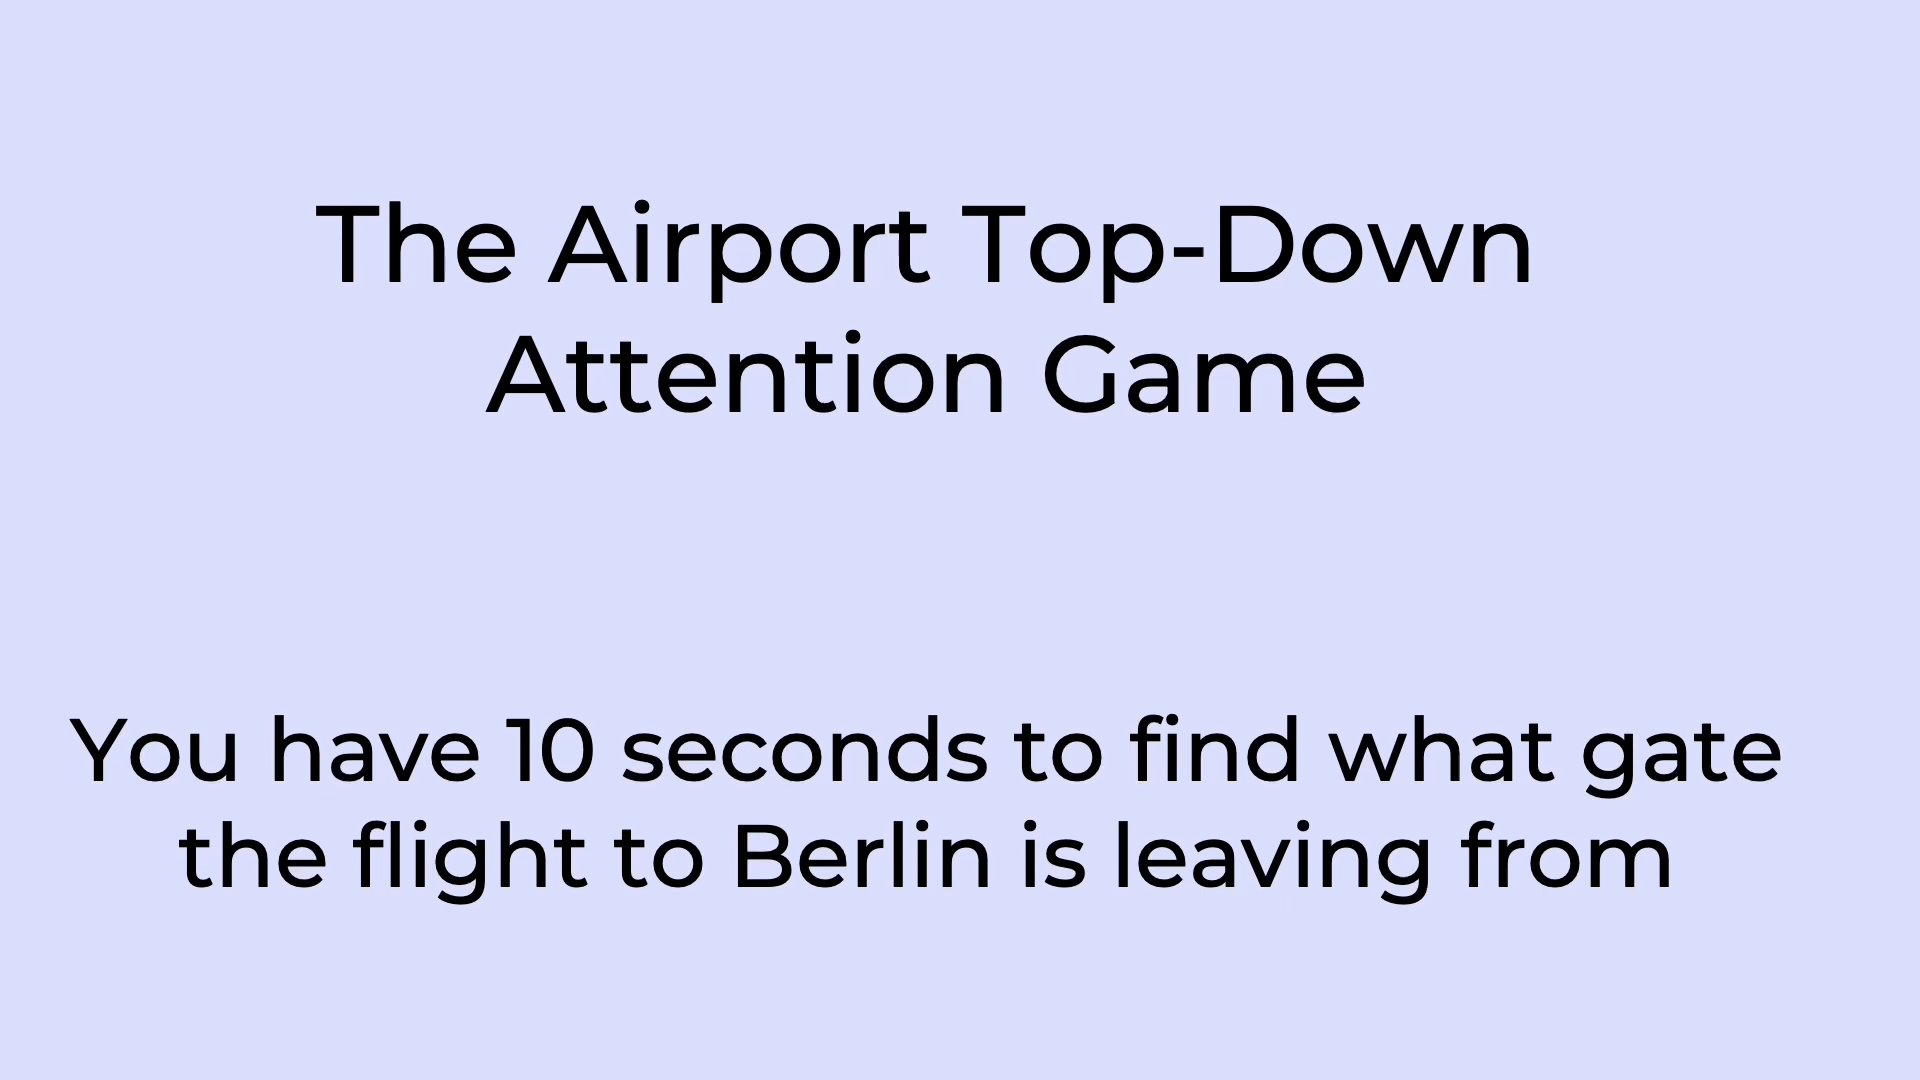 The Airport Top-Down
Attention Game
You have 10 seconds to find what gate
the flight to Berlin is leaving from